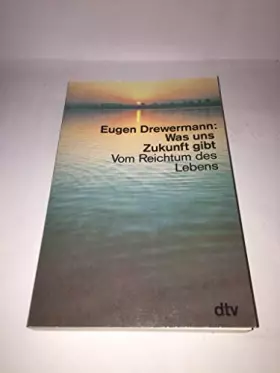 Eugen Drewermann:
Was uns
Zukunft gibt
Vom Reichtum des
Lebens
dtv